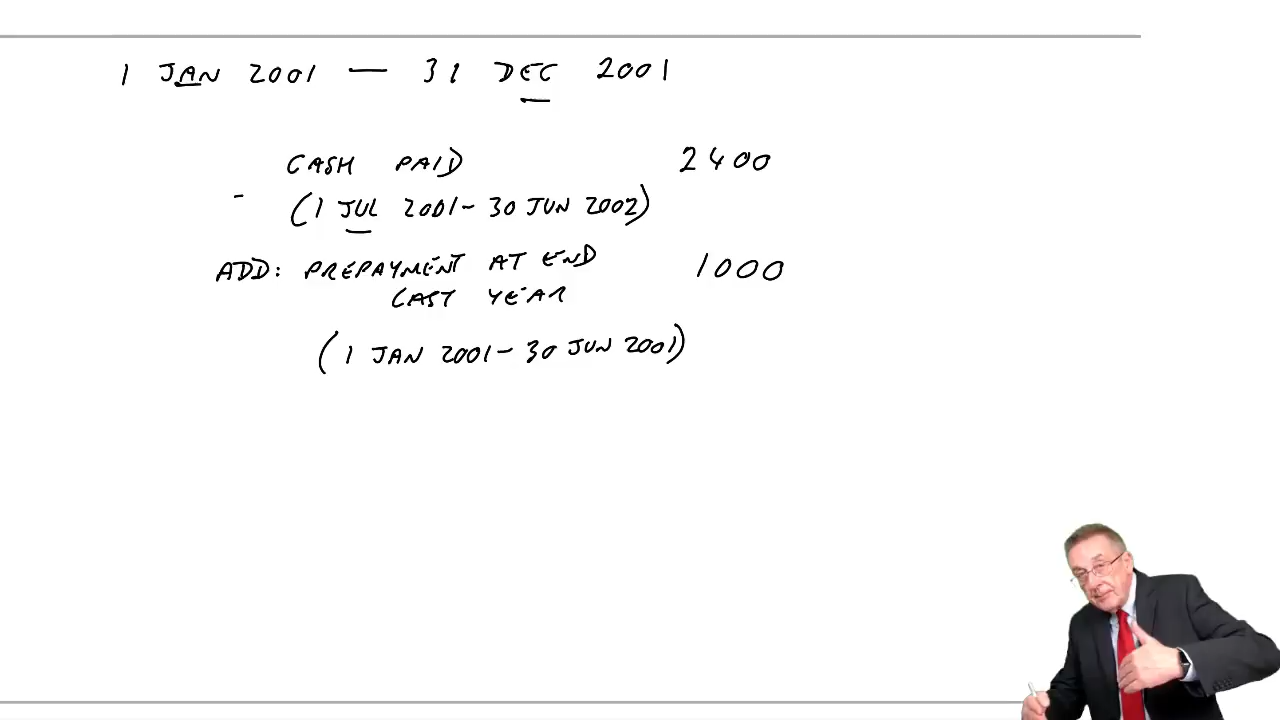 1 JAN 2001 — 31 DEC 2001
CASH PAID 2400
(1 JUL 2001 - 30 JUN 2002)
ADD: PREPAYMENT AT END 1000
LAST YEAR
(1 JAN 2001 - 30 JUN 2001)